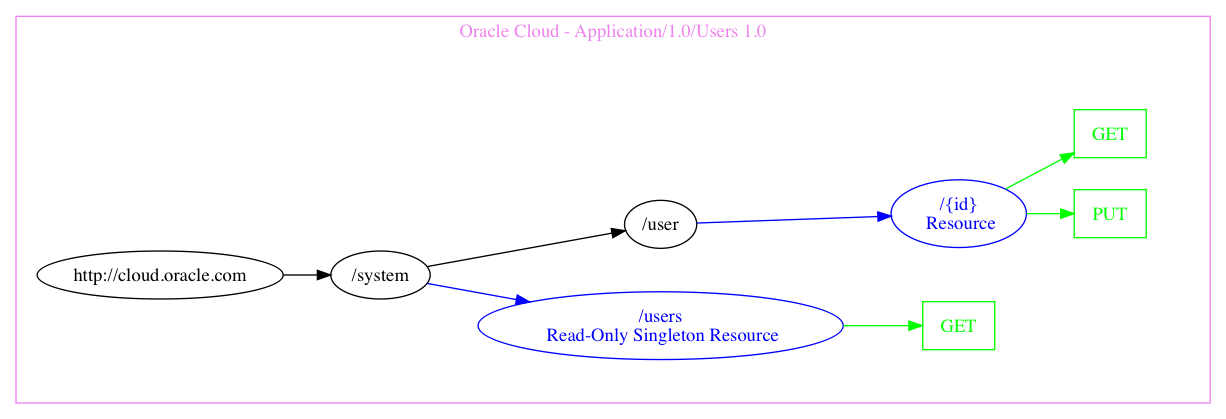 Oracle Cloud - Application/1.0/Users 1.0
http://cloud.oracle.com
/system
/user
/{id}
Resource
GET
PUT
/users
Read-Only Singleton Resource
GET